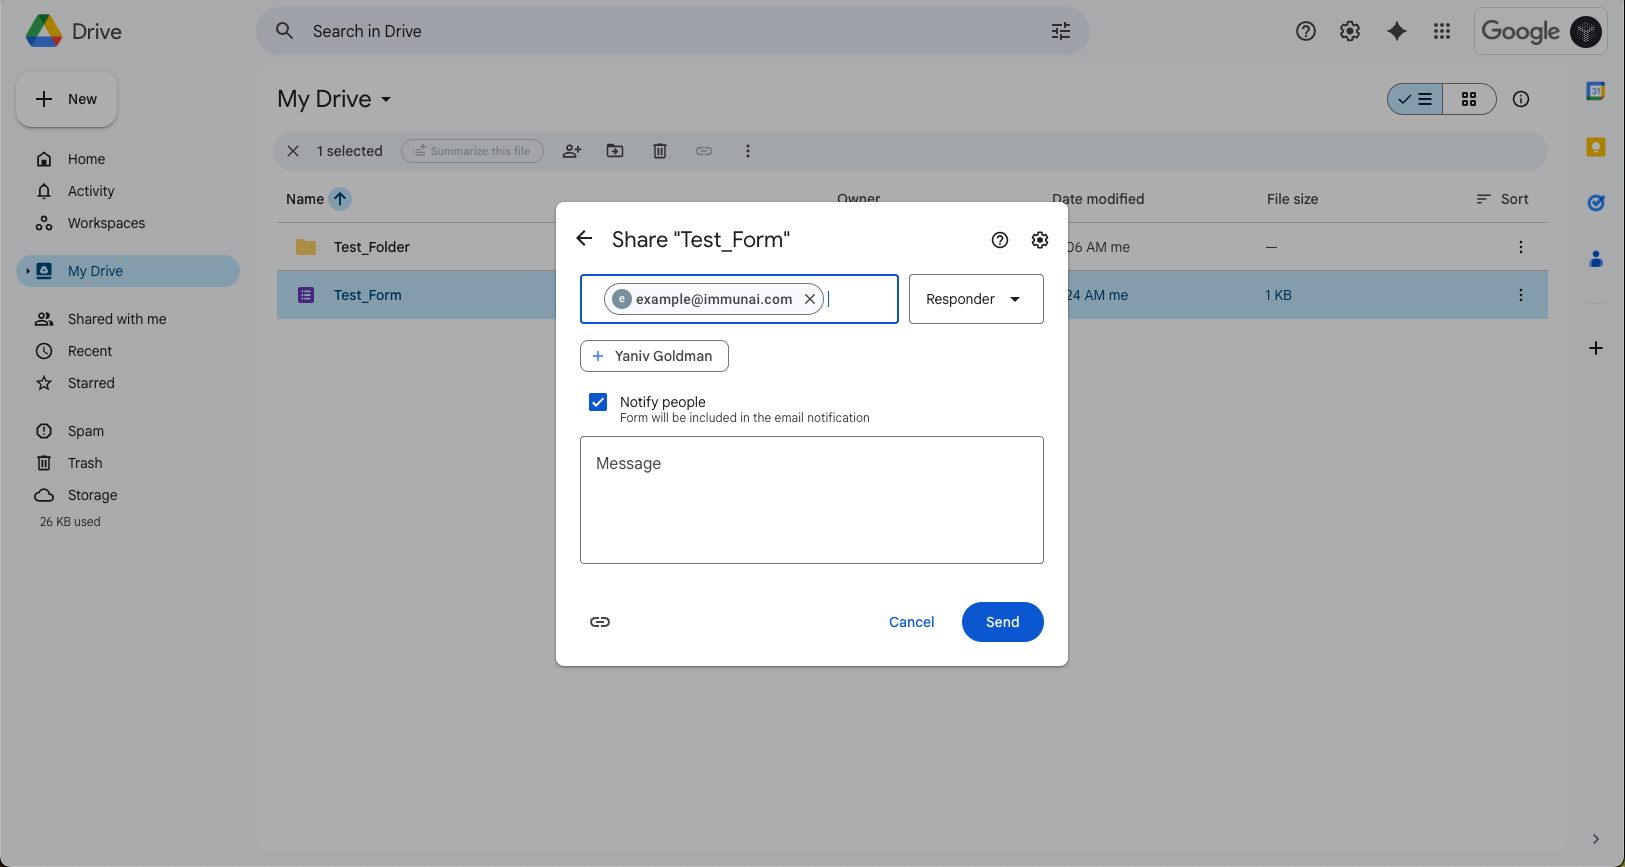 Drive
Search in Drive
Google
New
My Drive
31
1 selected
Summarize this file
Home
Activity
Workspaces
My Drive
Shared with me
Recent
Starred
Spam
Trash
Storage
26 KB used
Name
Owner
Date modified
File size
Sort
Test_Folder
06 AM me
—
Test_Form
24 AM me
1 KB
Share "Test_Form"
e example@immunai.com
Responder
Yaniv Goldman
Notify people
Form will be included in the email notification
Message
Cancel
Send